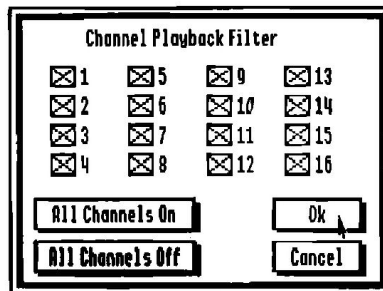 Channel Playback Filter
1 5 9 13
2 6 10 14
3 7 11 15
4 8 12 16
All Channels On Ok
All Channels Off Cancel